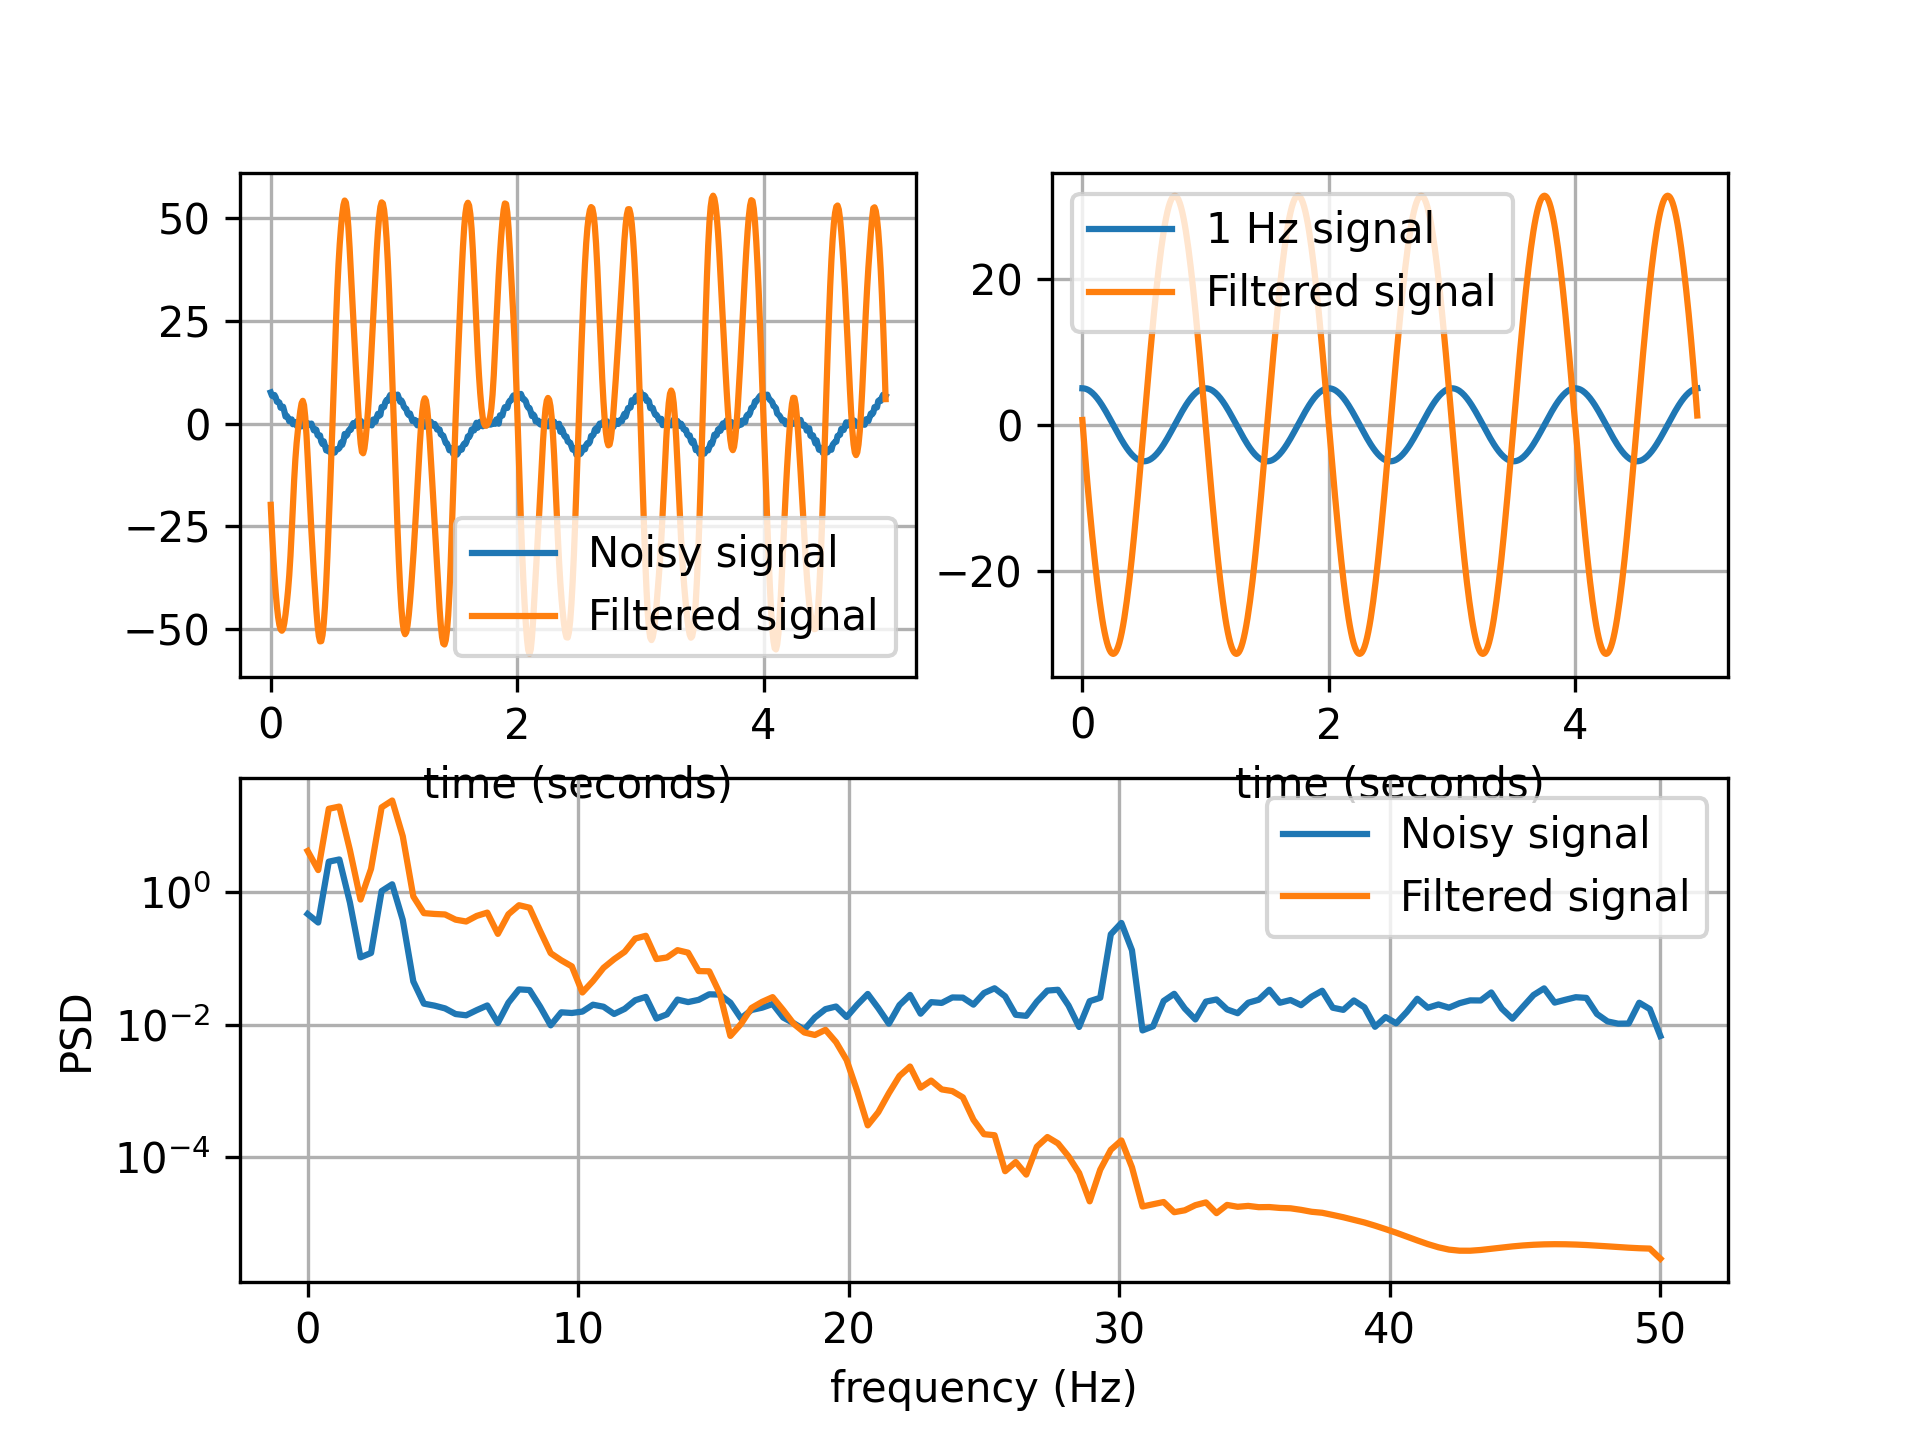 50
25
0
−25
−50
Noisy signal
Filtered signal
0 2 4
time (seconds)
20
0
−20
1 Hz signal
Filtered signal
0 2 4
time (seconds)
PSD
10⁰
10⁻²
10⁻⁴
Noisy signal
Filtered signal
0 10 20 30 40 50
frequency (Hz)